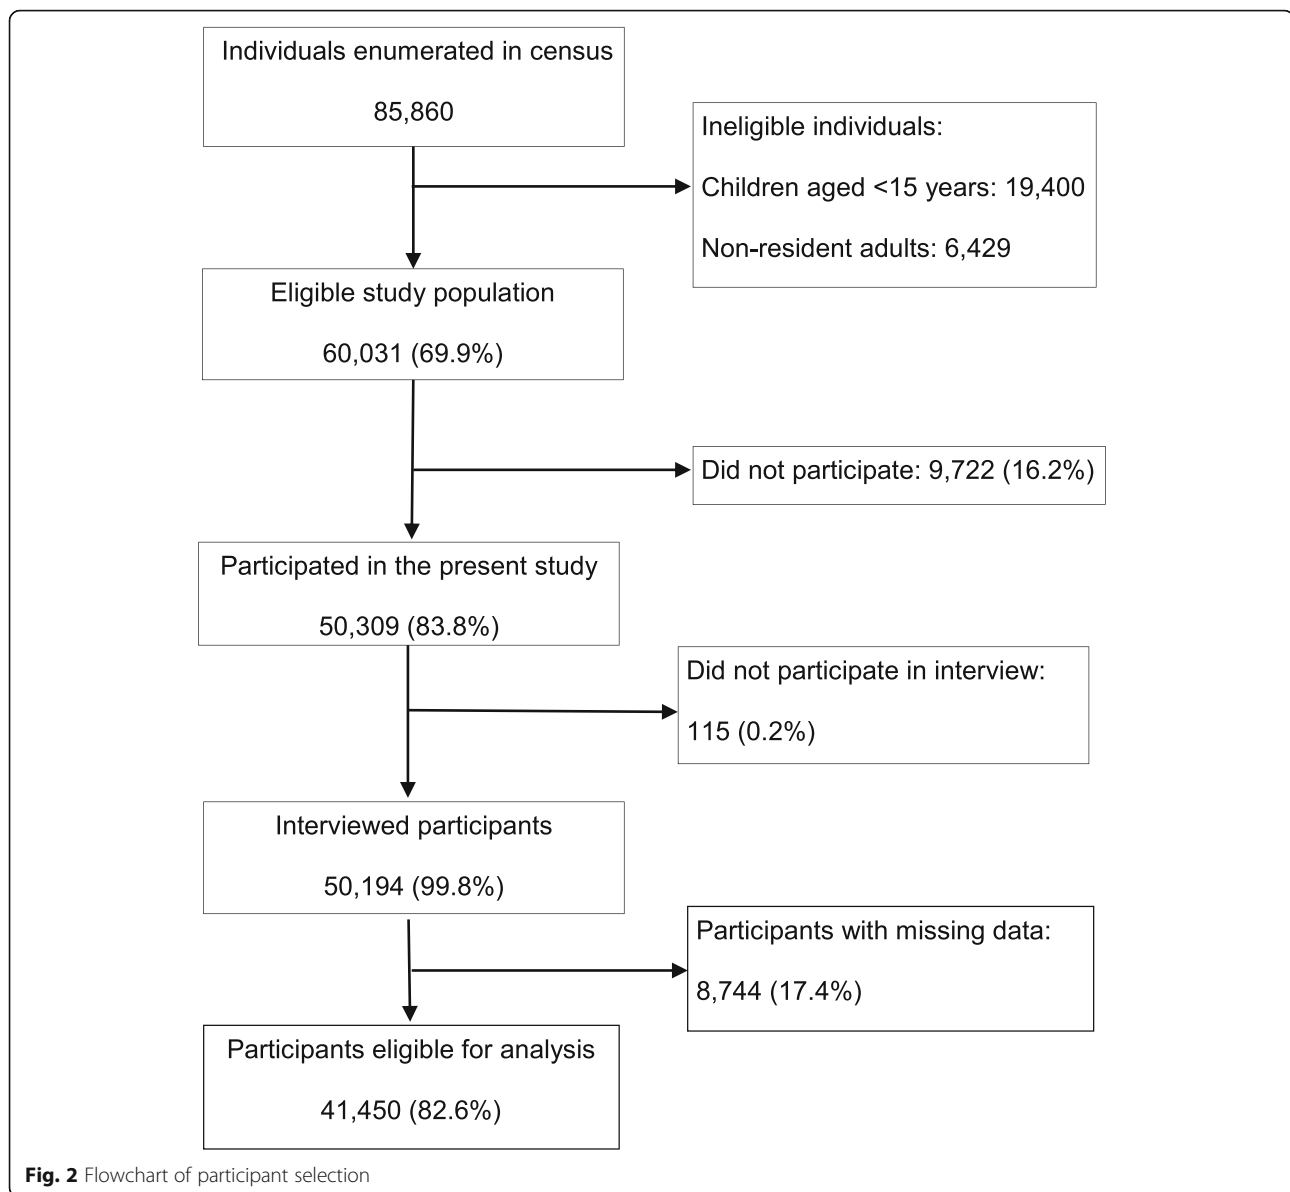 Individuals enumerated in census
85,860
Ineligible individuals:
Children aged <15 years: 19,400
Non-resident adults: 6,429
Eligible study population
60,031 (69.9%)
Did not participate: 9,722 (16.2%)
Participated in the present study
50,309 (83.8%)
Did not participate in interview:
115 (0.2%)
Interviewed participants
50,194 (99.8%)
Participants with missing data:
8,744 (17.4%)
Participants eligible for analysis
41,450 (82.6%)
Fig. 2 Flowchart of participant selection